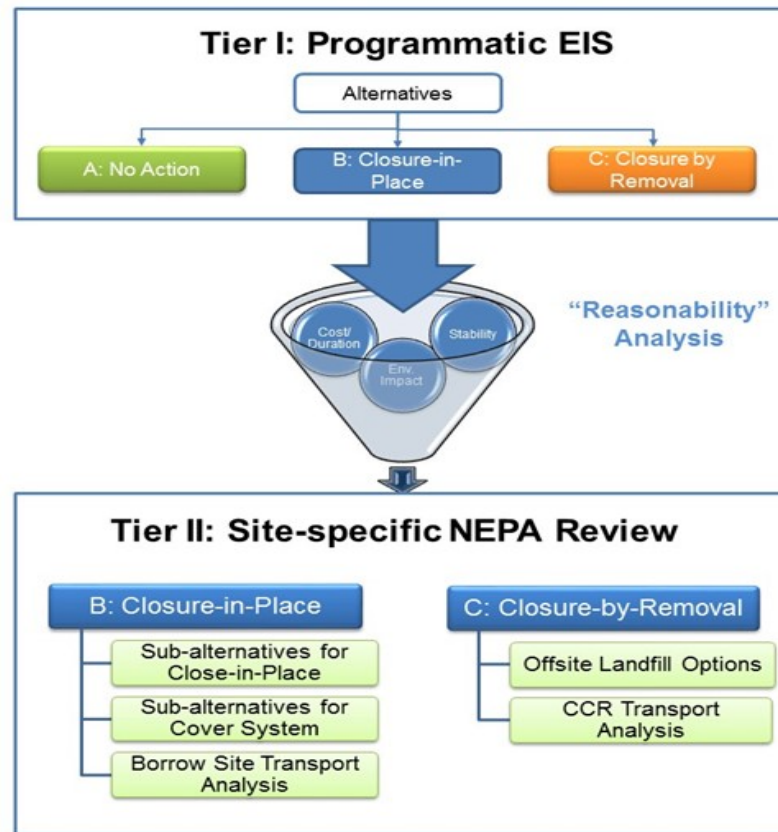 Tier I: Programmatic EIS
Alternatives
A: No Action
B: Closure-in-
Place
C: Closure by
Removal
Cost/
Duration
Stability
Env.
Impact
“Reasonability”
Analysis
Tier II: Site-specific NEPA Review
B: Closure-in-Place
Sub-alternatives for
Close-in-Place
Sub-alternatives for
Cover System
Borrow Site Transport
Analysis
C: Closure-by-Removal
Offsite Landfill Options
CCR Transport
Analysis